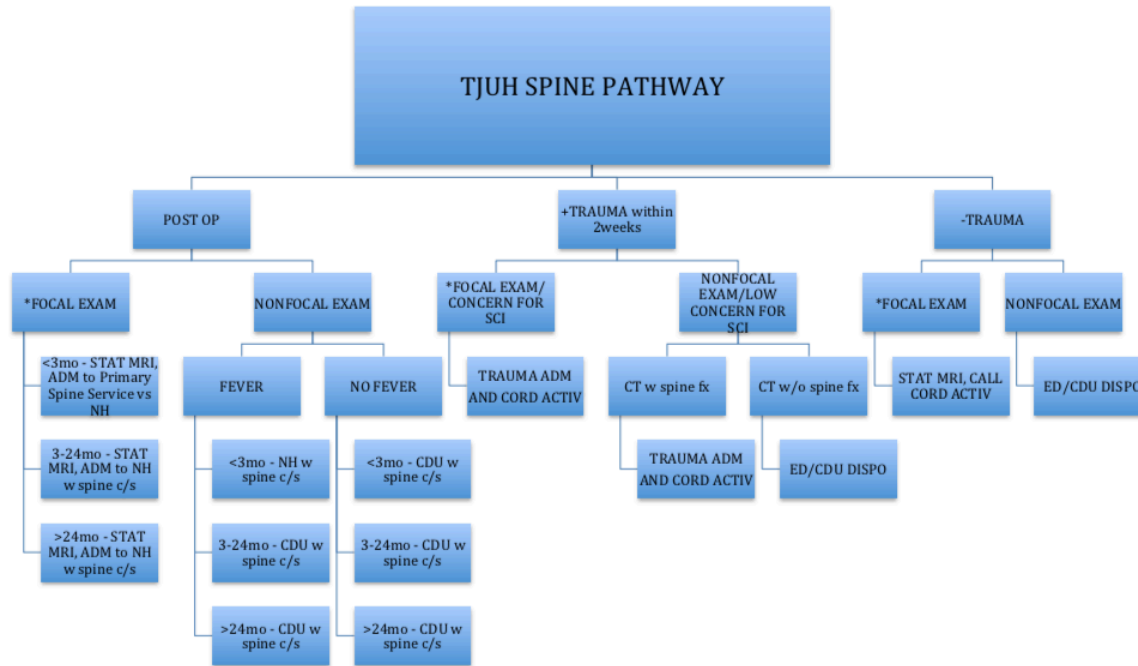 TJUH SPINE PATHWAY
POST OP
+TRAUMA within
2weeks
-TRAUMA
*FOCAL EXAM
NONFOCAL EXAM
*FOCAL EXAM/
CONCERN FOR
SCI
NONFOCAL
EXAM/LOW
CONCERN FOR
SCI
*FOCAL EXAM
NONFOCAL EXAM
<3mo - STAT MRI,
ADM to Primary
Spine Service vs
NH
3-24mo - STAT
MRI, ADM to NH
w spine c/s
>24mo - STAT
MRI, ADM to NH
w spine c/s
FEVER
<3mo - NH w
spine c/s
3-24mo - CDU w
spine c/s
>24mo - CDU w
spine c/s
NO FEVER
<3mo - CDU w
spine c/s
3-24mo - CDU w
spine c/s
>24mo - CDU w
spine c/s
TRAUMA ADM
AND CORD ACTIV
CT w spine fx
TRAUMA ADM
AND CORD ACTIV
CT w/o spine fx
ED/CDU DISPO
STAT MRI, CALL
CORD ACTIV
ED/CDU DISPO